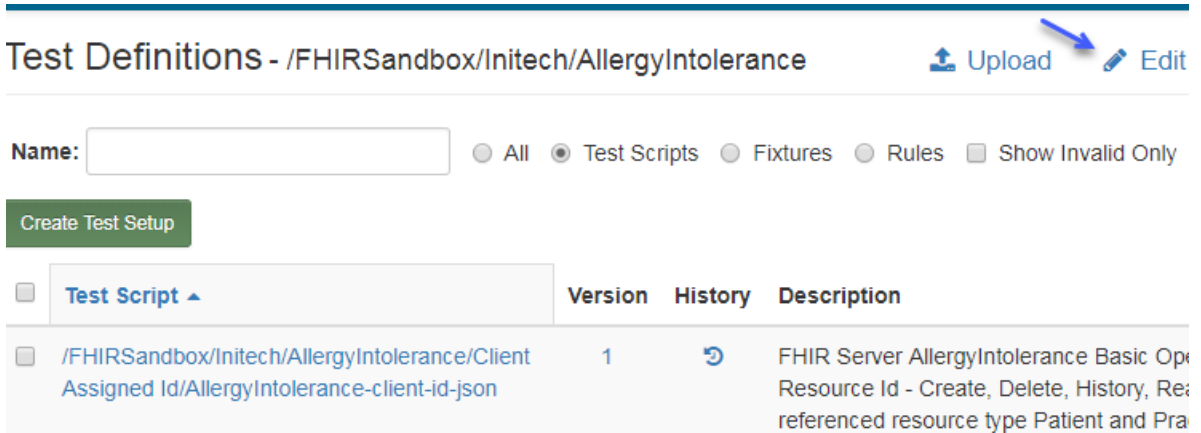 Test Definitions - /FHIRSandbox/Initech/AllergyIntolerance Upload Edit
Name: All Test Scripts Fixtures Rules Show Invalid Only
Create Test Setup
Test Script Version History Description
/FHIRSandbox/Initech/AllergyIntolerance/Client 1 FHIR Server AllergyIntolerance Basic Ope
Assigned Id/AllergyIntolerance-client-id-json Resource Id - Create, Delete, History, Rea
referenced resource type Patient and Prac